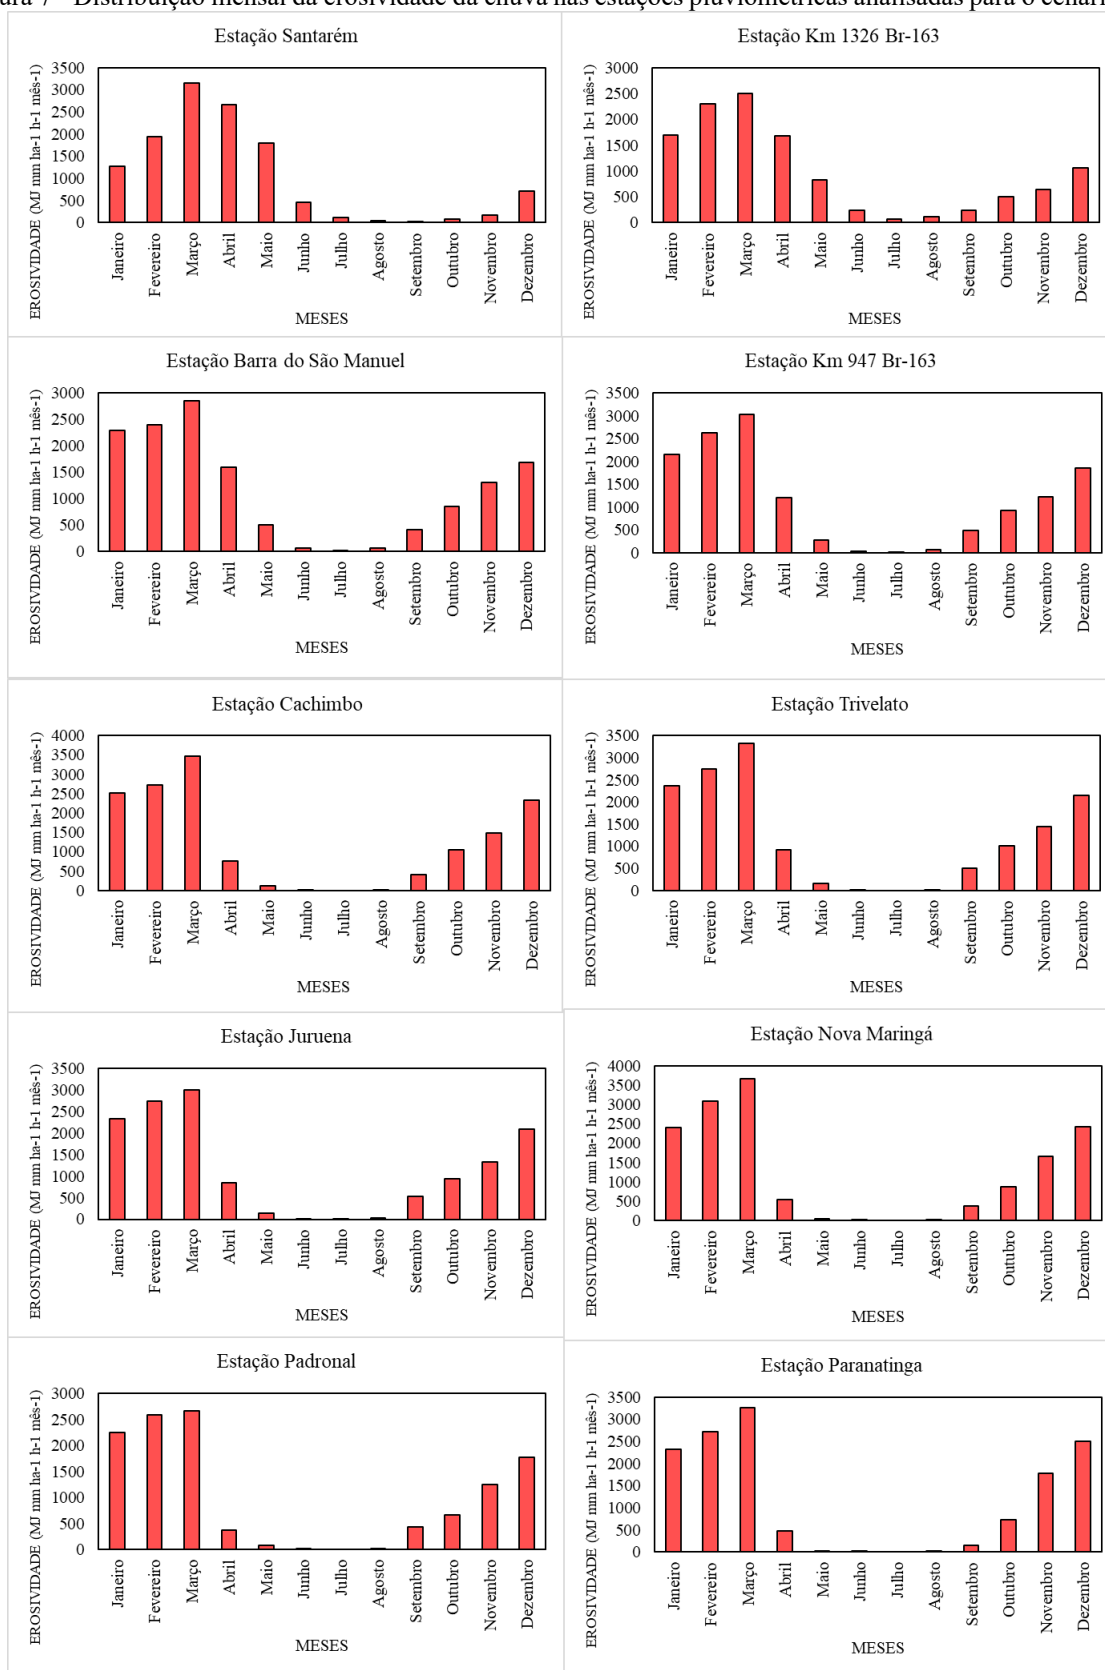 ura 7 – Distribuição mensal da erosividade da chuva nas estações pluviométricas analisadas para o cenári
Estação Santarém
EROSIVIDADE (MJ mm ha-1 h-1 mês-1)
3500
3000
2500
2000
1500
1000
500
0
Janeiro
Fevereiro
Março
Abril
Maio
Junho
Julho
Agosto
Setembro
Outubro
Novembro
Dezembro
MESES
Estação Km 1326 Br-163
EROSIVIDADE (MJ mm ha-1 h-1 mês-1)
3000
2500
2000
1500
1000
500
0
Janeiro
Fevereiro
Março
Abril
Maio
Junho
Julho
Agosto
Setembro
Outubro
Novembro
Dezembro
MESES
Estação Barra do São Manuel
EROSIVIDADE (MJ mm ha-1 h-1 mês-1)
3000
2500
2000
1500
1000
500
0
Janeiro
Fevereiro
Março
Abril
Maio
Junho
Julho
Agosto
Setembro
Outubro
Novembro
Dezembro
MESES
Estação Km 947 Br-163
EROSIVIDADE (MJ mm ha-1 h-1 mês-1)
3500
3000
2500
2000
1500
1000
500
0
Janeiro
Fevereiro
Março
Abril
Maio
Junho
Julho
Agosto
Setembro
Outubro
Novembro
Dezembro
MESES
Estação Cachimbo
EROSIVIDADE (MJ mm ha-1 h-1 mês-1)
4000
3500
3000
2500
2000
1500
1000
500
0
Janeiro
Fevereiro
Março
Abril
Maio
Junho
Julho
Agosto
Setembro
Outubro
Novembro
Dezembro
MESES
Estação Trivelato
EROSIVIDADE (MJ mm ha-1 h-1 mês-1)
3500
3000
2500
2000
1500
1000
500
0
Janeiro
Fevereiro
Março
Abril
Maio
Junho
Julho
Agosto
Setembro
Outubro
Novembro
Dezembro
MESES
Estação Juruena
EROSIVIDADE (MJ mm ha-1 h-1 mês-1)
3500
3000
2500
2000
1500
1000
500
0
Janeiro
Fevereiro
Março
Abril
Maio
Junho
Julho
Agosto
Setembro
Outubro
Novembro
Dezembro
MESES
Estação Nova Maringá
EROSIVIDADE (MJ mm ha-1 h-1 mês-1)
4000
3500
3000
2500
2000
1500
1000
500
0
Janeiro
Fevereiro
Março
Abril
Maio
Junho
Julho
Agosto
Setembro
Outubro
Novembro
Dezembro
MESES
Estação Padronal
EROSIVIDADE (MJ mm ha-1 h-1 mês-1)
3000
2500
2000
1500
1000
500
0
Janeiro
Fevereiro
Março
Abril
Maio
Junho
Julho
Agosto
Setembro
Outubro
Novembro
Dezembro
MESES
Estação Paranatinga
EROSIVIDADE (MJ mm ha-1 h-1 mês-1)
3500
3000
2500
2000
1500
1000
500
0
Janeiro
Fevereiro
Março
Abril
Maio
Junho
Julho
Agosto
Setembro
Outubro
Novembro
Dezembro
MESES